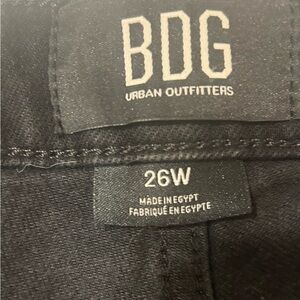 BDG
URBAN OUTFITTERS
26W
MADE IN EGYPT
FABRIQUÉ EN EGYPTE